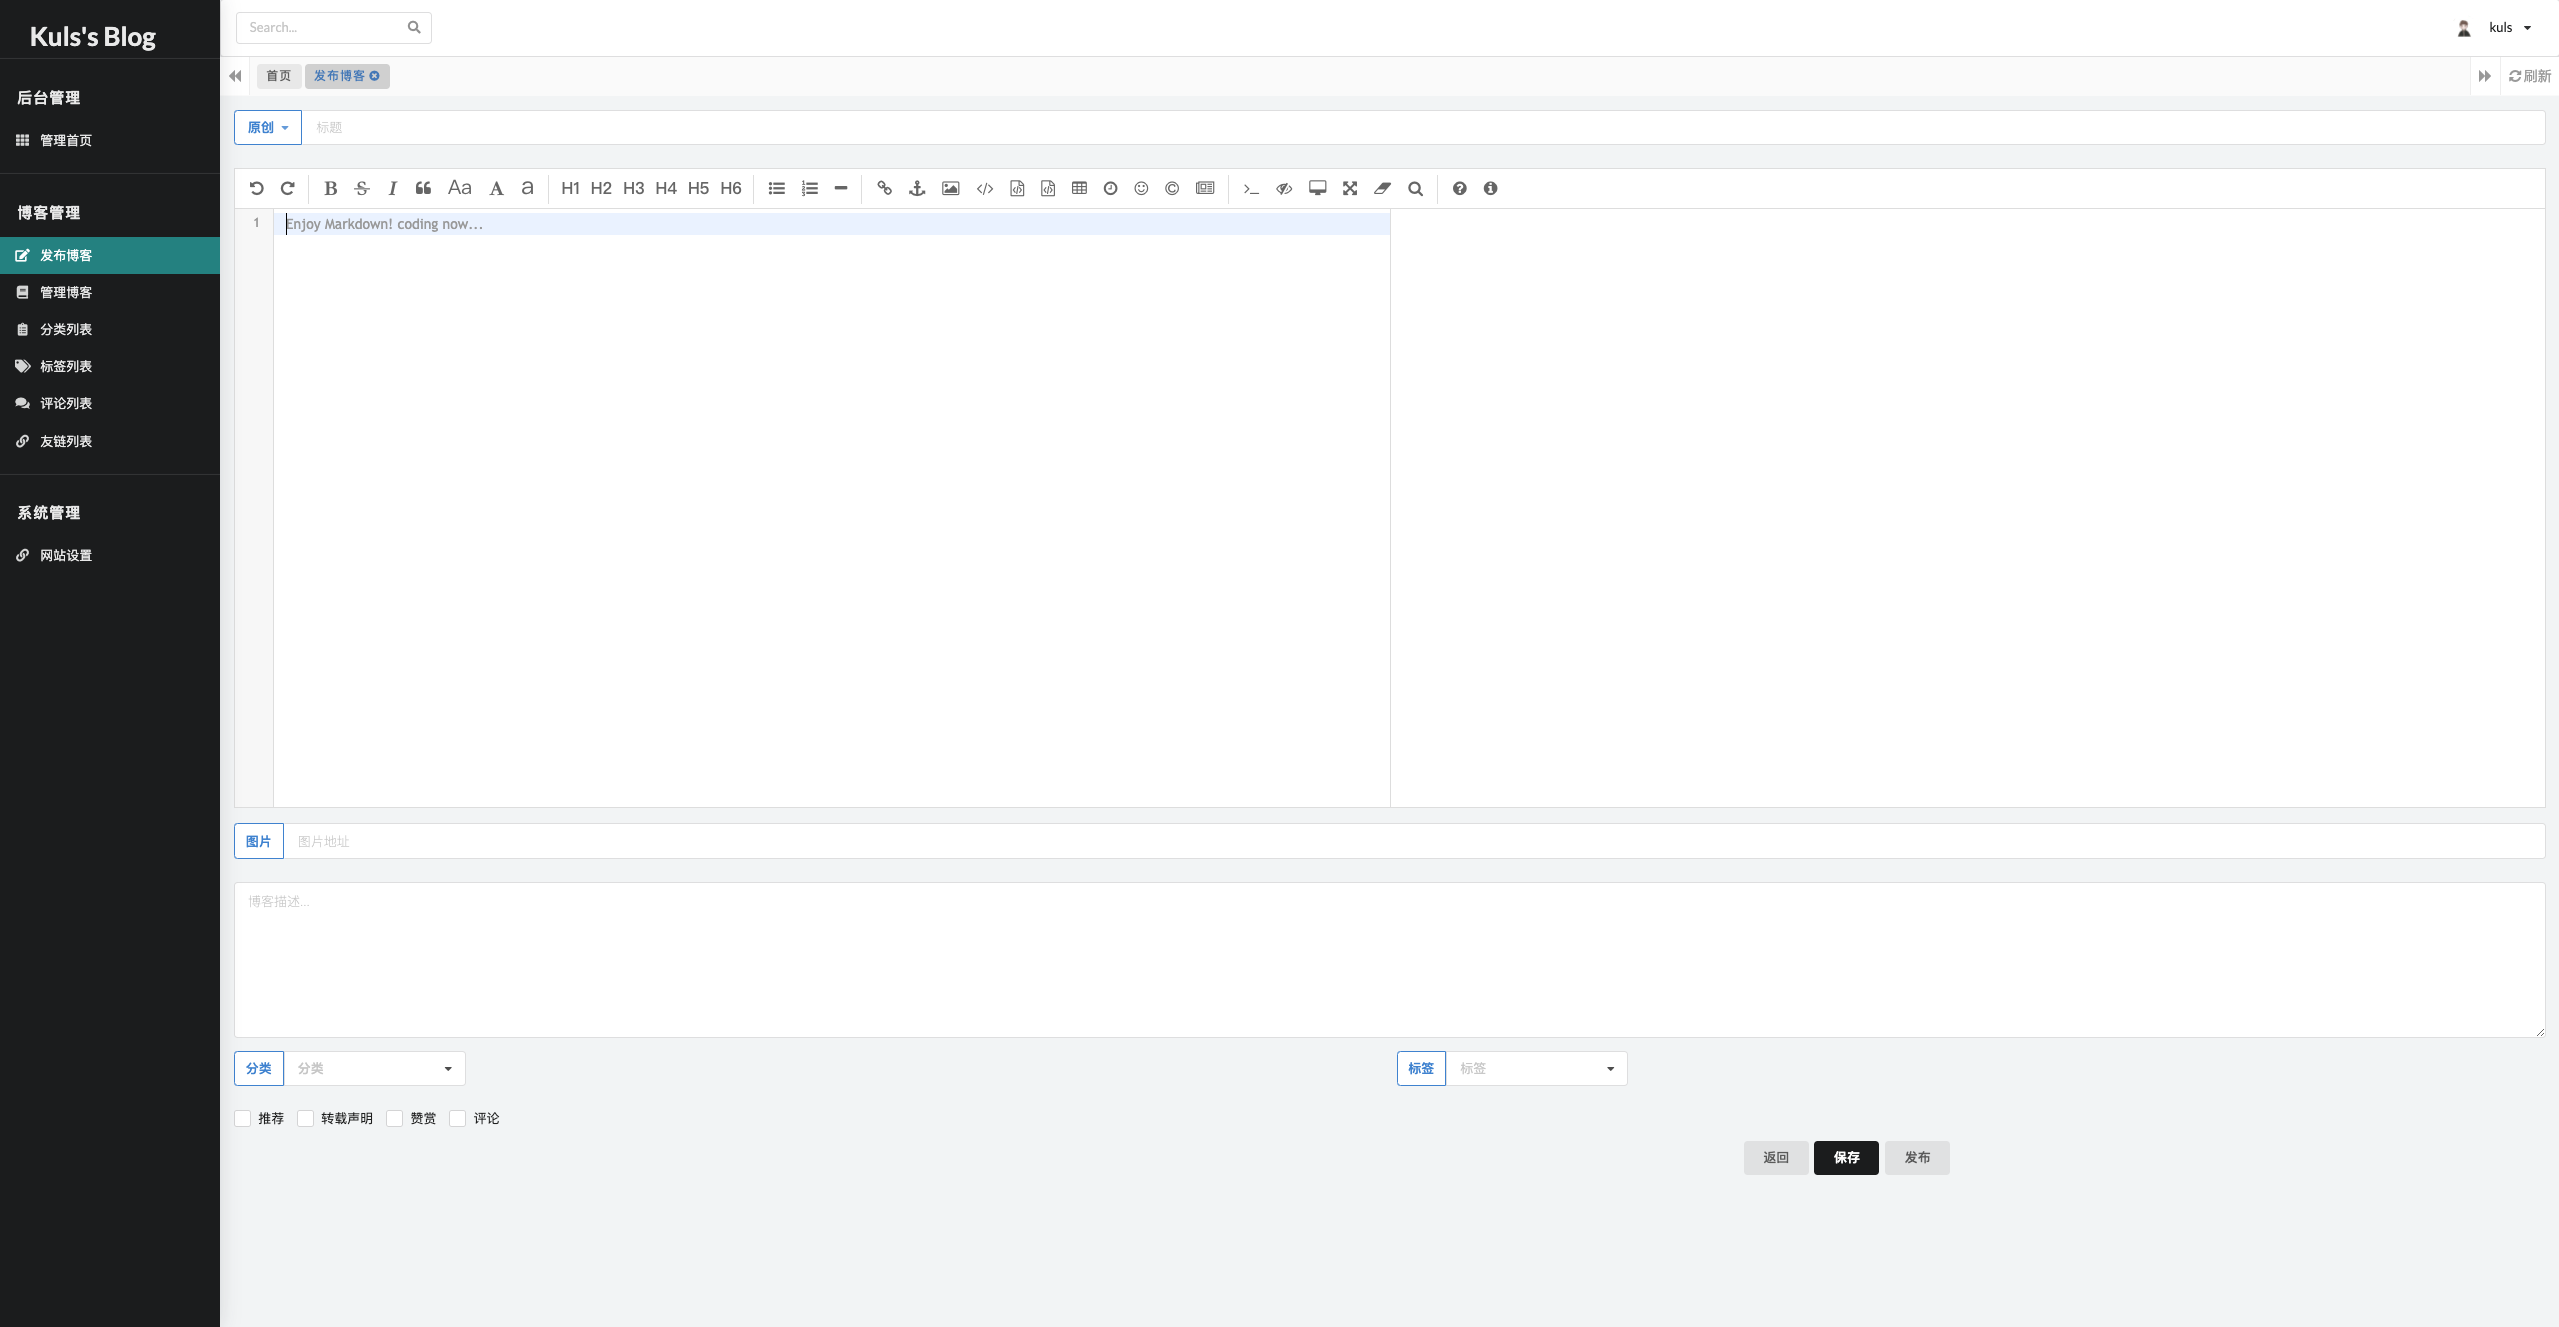 Kuls's Blog
Search...
kuls
后台管理
管理首页
博客管理
发布博客
管理博客
分类列表
标签列表
评论列表
友链列表
系统管理
网站设置
首页 发布博客
刷新
原创 标题
B S I Aa A a H1 H2 H3 H4 H5 H6
1 Enjoy Markdown! coding now...
图片 图片地址
博客描述...
分类 分类
标签 标签
推荐 转载声明 赞赏 评论
返回 保存 发布